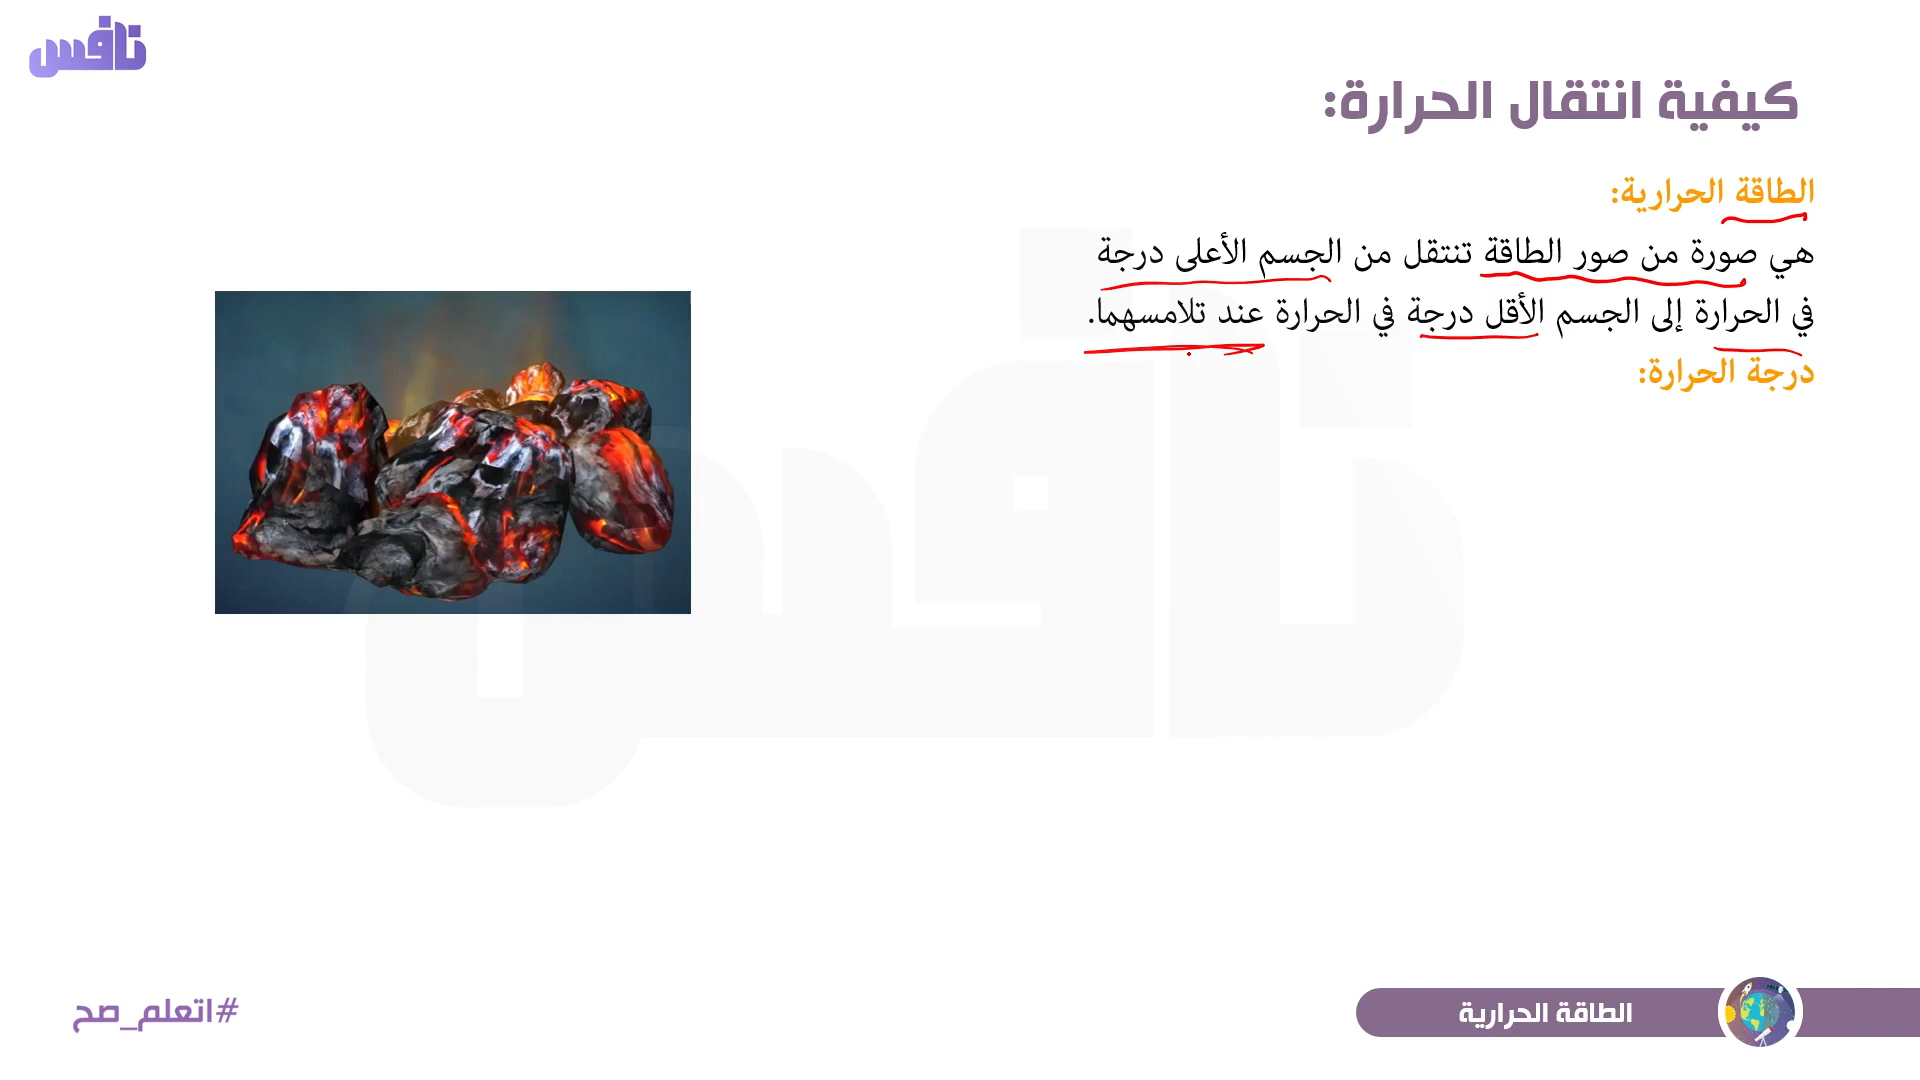 نافس
كيفية انتقال الحرارة:
الطاقة الحرارية:
هي صورة من صور الطاقة تنتقل من الجسم الأعلى درجة
في الحرارة إلى الجسم الأقل درجة في الحرارة عند تلامسهما.
درجة الحرارة:
نافس
#اتعلم_صح
الطاقة الحرارية